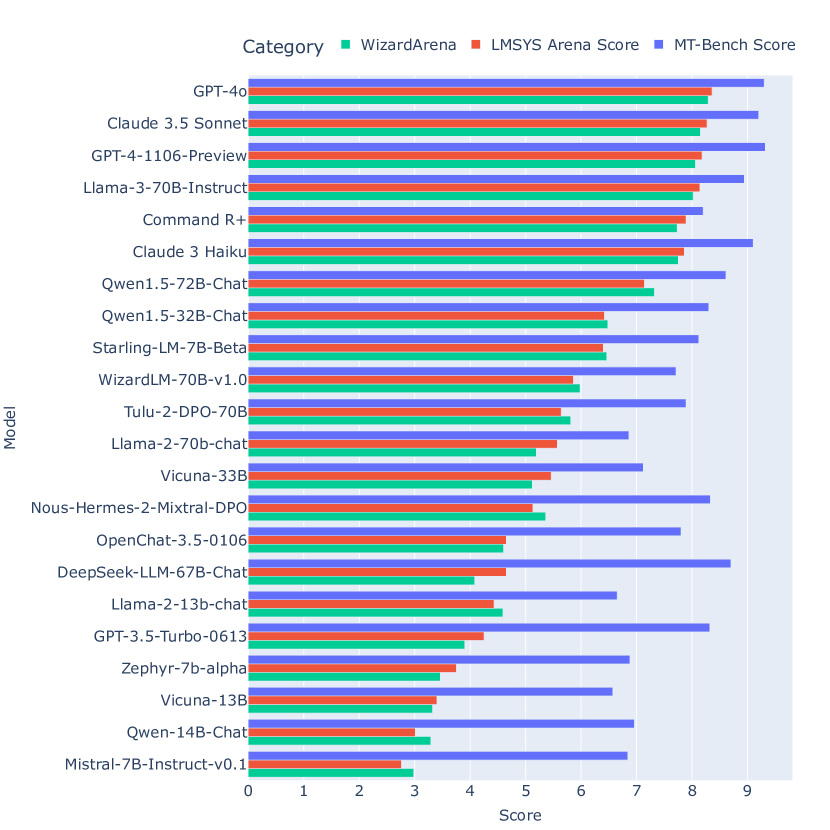 Category WizardArena LMSYS Arena Score MT-Bench Score
GPT-4o
Claude 3.5 Sonnet
GPT-4-1106-Preview
Llama-3-70B-Instruct
Command R+
Claude 3 Haiku
Qwen1.5-72B-Chat
Qwen1.5-32B-Chat
Starling-LM-7B-Beta
WizardLM-70B-v1.0
Tulu-2-DPO-70B
Llama-2-70b-chat
Vicuna-33B
Nous-Hermes-2-Mixtral-DPO
OpenChat-3.5-0106
DeepSeek-LLM-67B-Chat
Llama-2-13b-chat
GPT-3.5-Turbo-0613
Zephyr-7b-alpha
Vicuna-13B
Qwen-14B-Chat
Mistral-7B-Instruct-v0.1
Model
0 1 2 3 4 5 6 7 8 9
Score